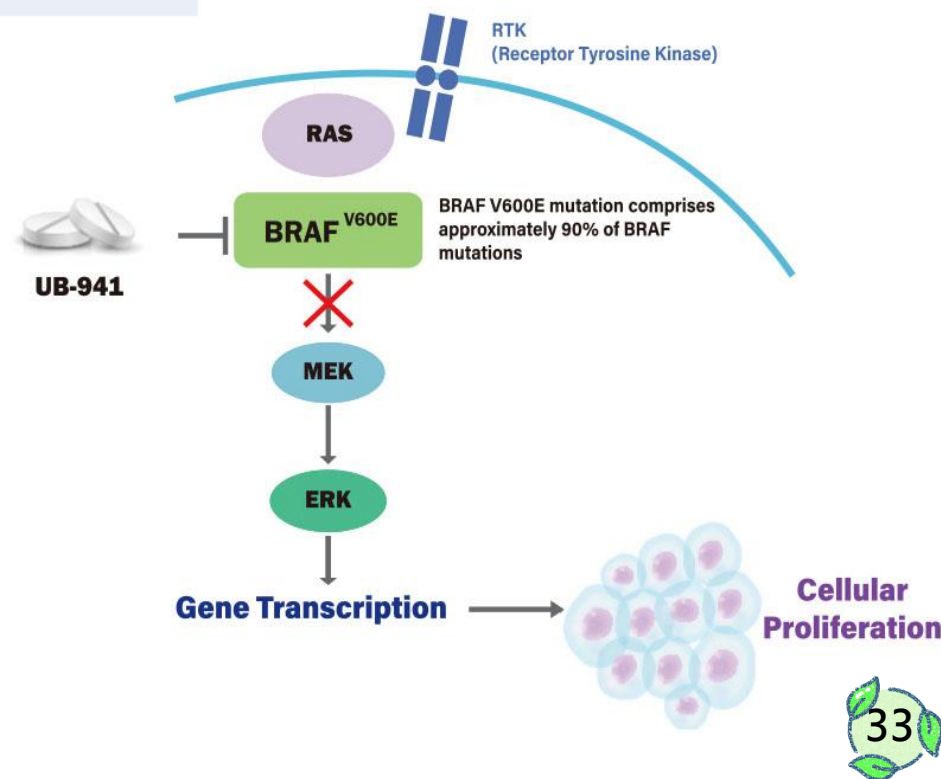 RTK
(Receptor Tyrosine Kinase)
RAS
BRAF V600E
BRAF V600E mutation comprises
approximately 90% of BRAF
mutations
UB-941
MEK
ERK
Gene Transcription
Cellular
Proliferation
33